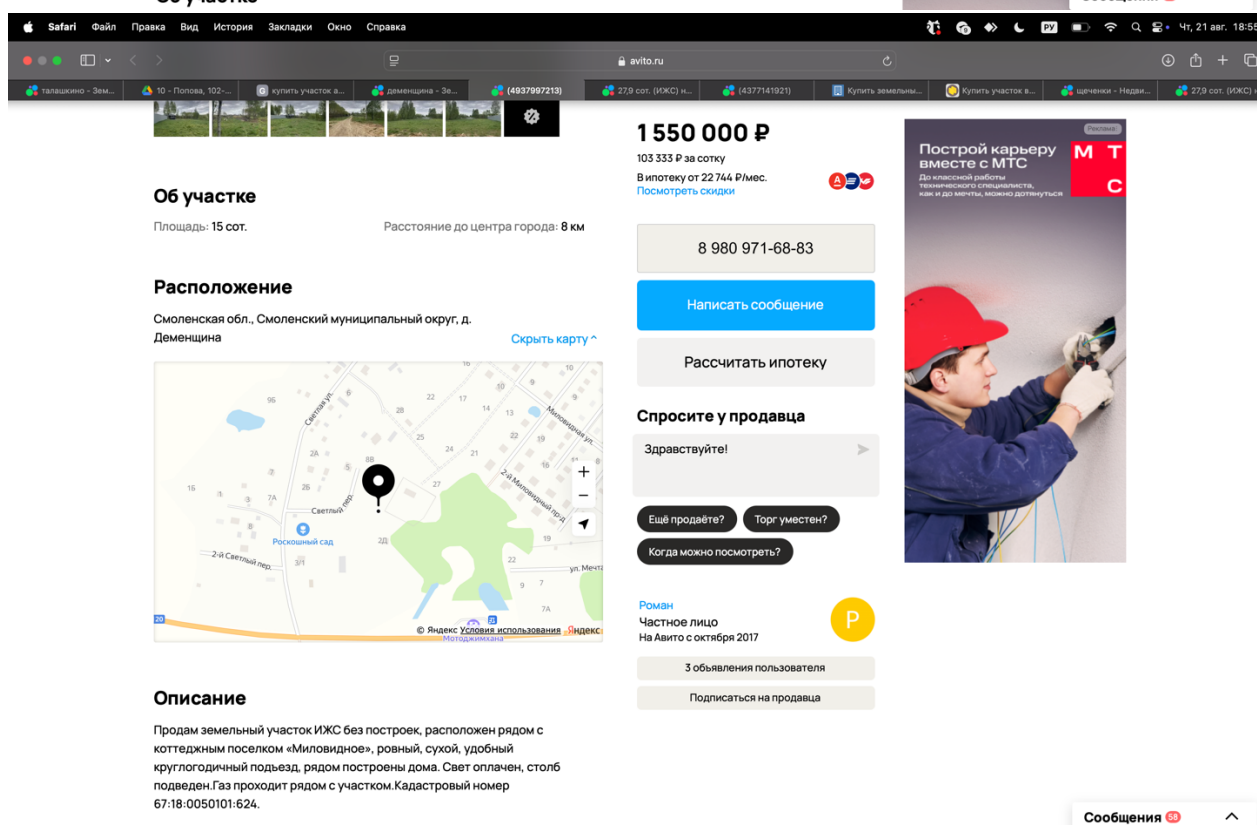 Об участке
Сообщения
Safari Файл Правка Вид История Закладки Окно Справка
РУ Чт, 21 авг. 18:55
avito.ru
талашкино - Зем...
10 - Попова, 102-...
купить участок а...
деменщина - Зе...
(4937997213)
27,9 сот. (ИЖС) н...
(4377141921)
Купить земельны...
Купить участок в...
щеченки - Недви...
27,9 сот. (ИЖС) н
1 550 000 ₽
103 333 ₽ за сотку
В ипотеку от 22 744 ₽/мес.
Посмотреть скидки
Об участке
Площадь: 15 сот.
Расстояние до центра города: 8 км
8 980 971-68-83
Написать сообщение
Рассчитать ипотеку
Расположение
Смоленская обл., Смоленский муниципальный округ, д.
Деменщина
Скрыть карту
Светлая ул.
Миловидная ул.
2-й Миловидный пр-д
Светлый пер.
Роскошный сад
2-й Светлый пер.
ул. Мечта
Мотоджимхана
© Яндекс Условия использования Яндекс
Спросите у продавца
Здравствуйте!
Ещё продаёте?
Торг уместен?
Когда можно посмотреть?
Роман
Частное лицо
На Авито с октября 2017
Р
3 объявления пользователя
Подписаться на продавца
Описание
Продам земельный участок ИЖС без построек, расположен рядом с
коттеджным поселком «Миловидное», ровный, сухой, удобный
круглогодичный подъезд, рядом построены дома. Свет оплачен, столб
подведен.Газ проходит рядом с участком.Кадастровый номер
67:18:0050101:624.
Реклама
Построй карьеру
вместе с МТС
До классной работы
технического специалиста,
как и до мечты, можно дотянуться
М Т
С
Сообщения 58